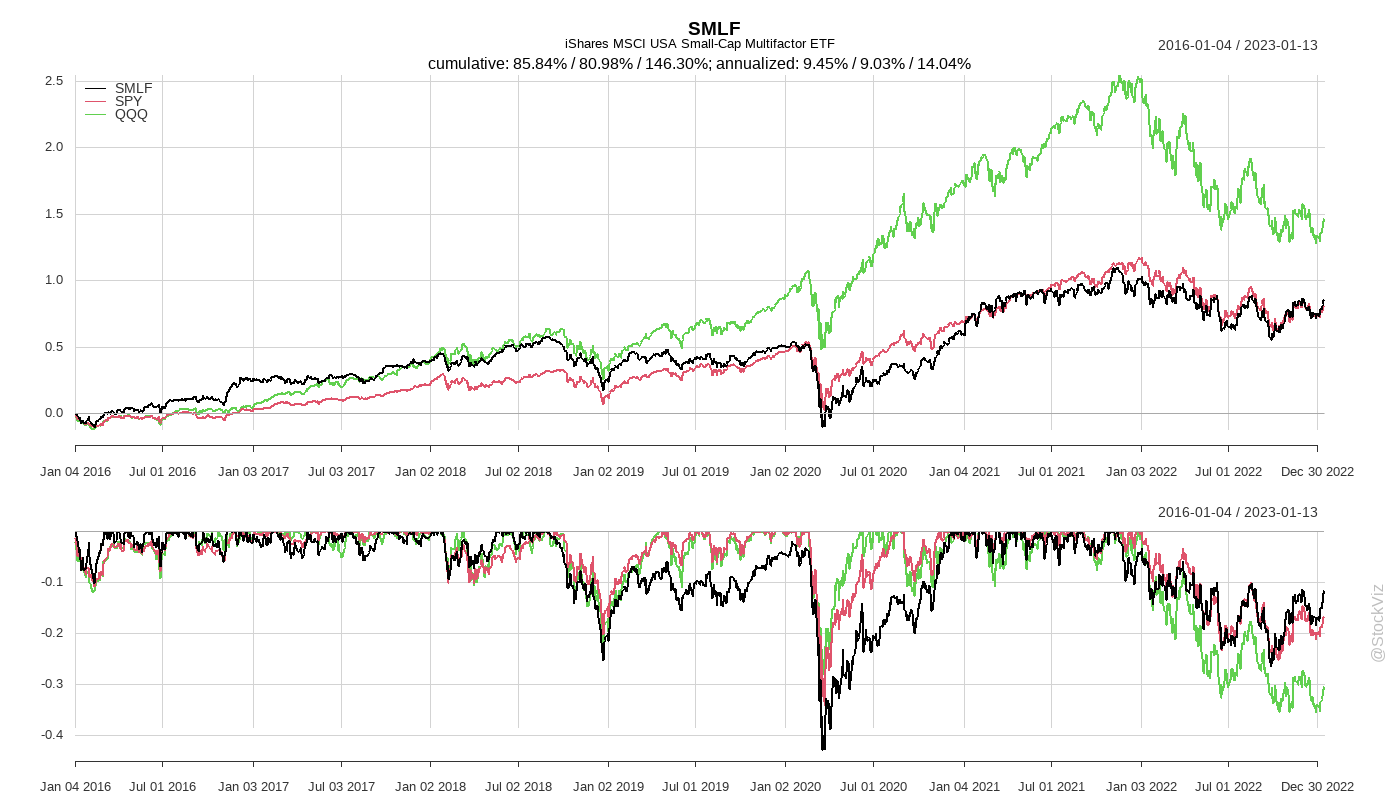 SMLF
iShares MSCI USA Small-Cap Multifactor ETF
2016-01-04 / 2023-01-13
cumulative: 85.84% / 80.98% / 146.30%; annualized: 9.45% / 9.03% / 14.04%
2.5
SMLF
SPY
QQQ
2.0
1.5
1.0
0.5
0.0
Jan 04 2016 Jul 01 2016 Jan 03 2017 Jul 03 2017 Jan 02 2018 Jul 02 2018 Jan 02 2019 Jul 01 2019 Jan 02 2020 Jul 01 2020 Jan 04 2021 Jul 01 2021 Jan 03 2022 Jul 01 2022 Dec 30 2022
2016-01-04 / 2023-01-13
-0.1
-0.2
-0.3
-0.4
Jan 04 2016 Jul 01 2016 Jan 03 2017 Jul 03 2017 Jan 02 2018 Jul 02 2018 Jan 02 2019 Jul 01 2019 Jan 02 2020 Jul 01 2020 Jan 04 2021 Jul 01 2021 Jan 03 2022 Jul 01 2022 Dec 30 2022
@StockViz